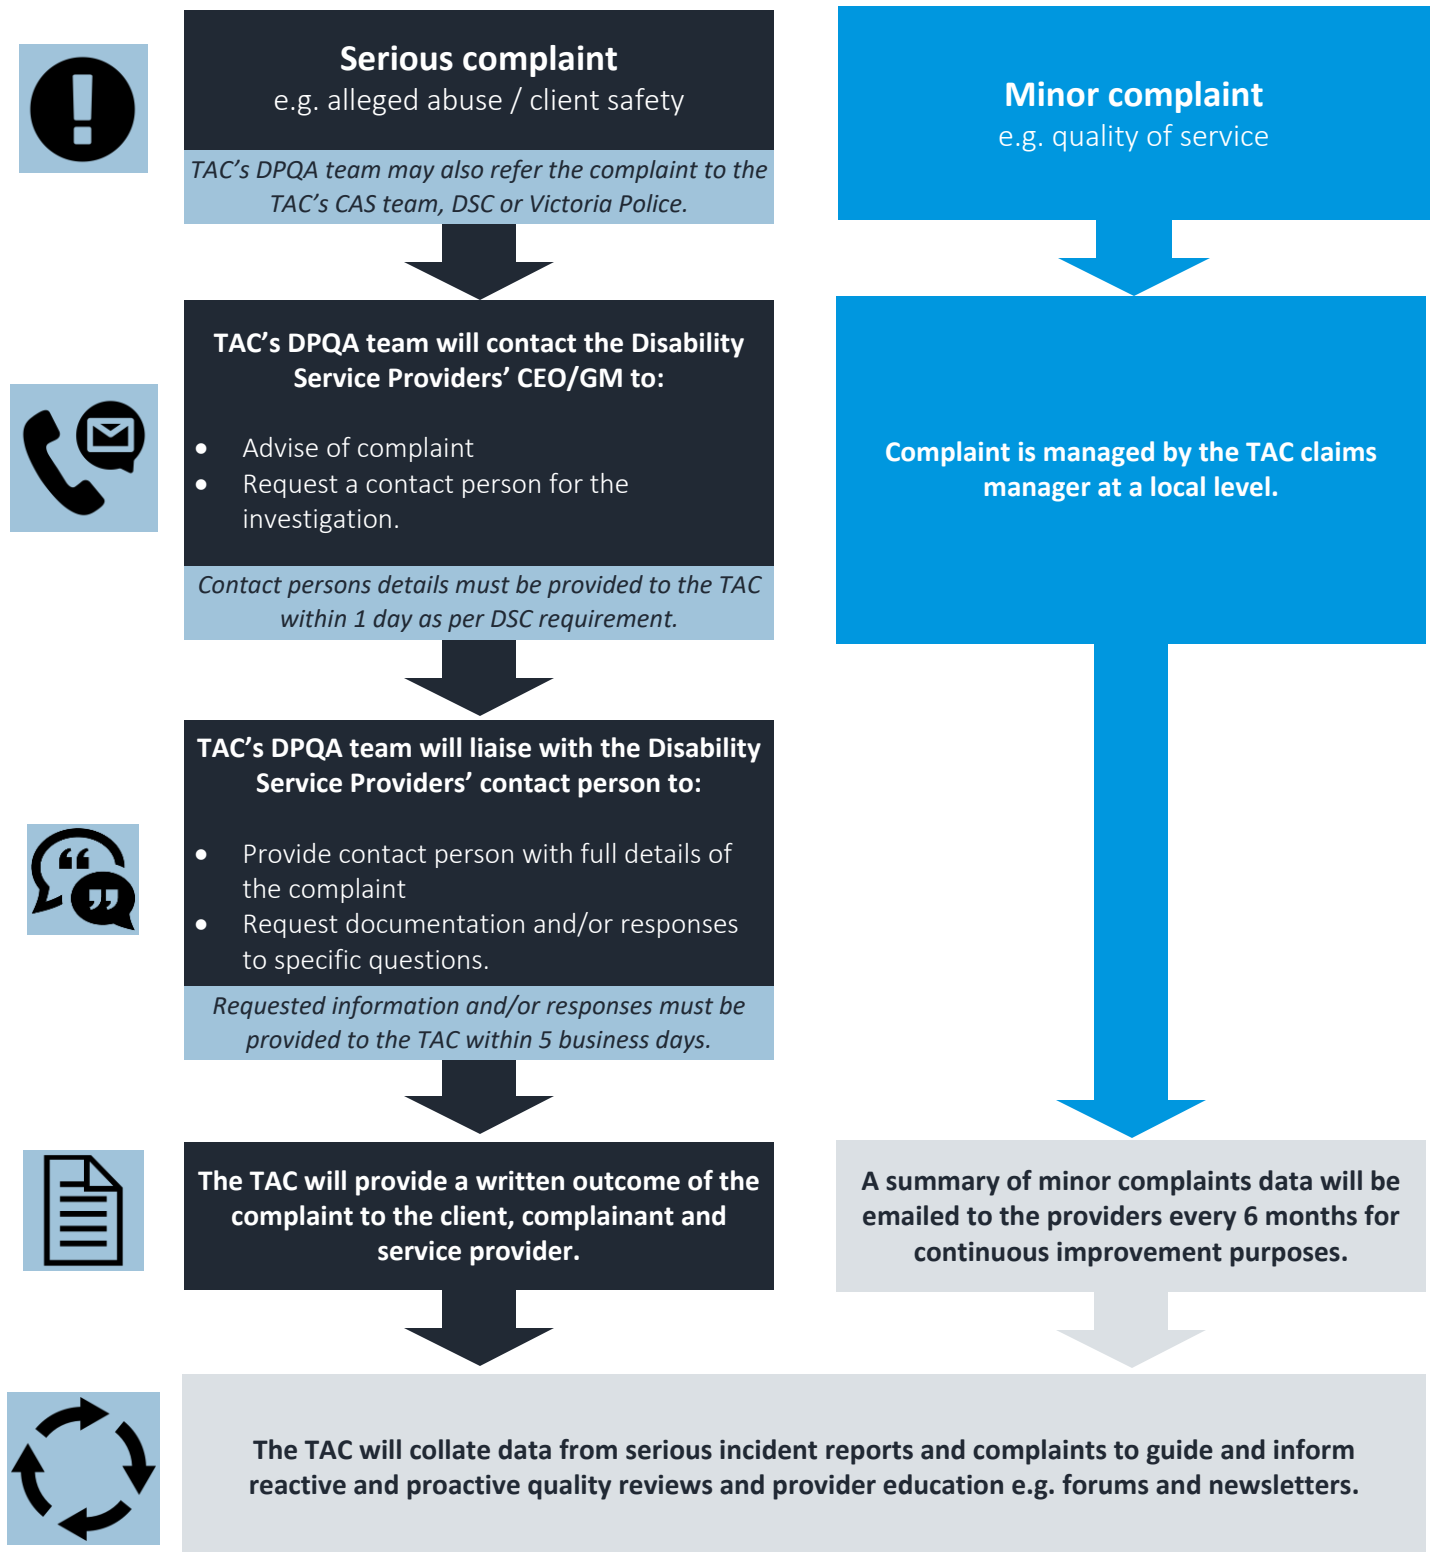 Serious complaint
e.g. alleged abuse / client safety
TAC’s DPQA team may also refer the complaint to the
TAC’s CAS team, DSC or Victoria Police.
Minor complaint
e.g. quality of service
TAC’s DPQA team will contact the Disability
Service Providers’ CEO/GM to:
• Advise of complaint
• Request a contact person for the
investigation.
Contact persons details must be provided to the TAC
within 1 day as per DSC requirement.
Complaint is managed by the TAC claims
manager at a local level.
TAC’s DPQA team will liaise with the Disability
Service Providers’ contact person to:
• Provide contact person with full details of
the complaint
• Request documentation and/or responses
to specific questions.
Requested information and/or responses must be
provided to the TAC within 5 business days.
The TAC will provide a written outcome of the
complaint to the client, complainant and
service provider.
A summary of minor complaints data will be
emailed to the providers every 6 months for
continuous improvement purposes.
The TAC will collate data from serious incident reports and complaints to guide and inform
reactive and proactive quality reviews and provider education e.g. forums and newsletters.